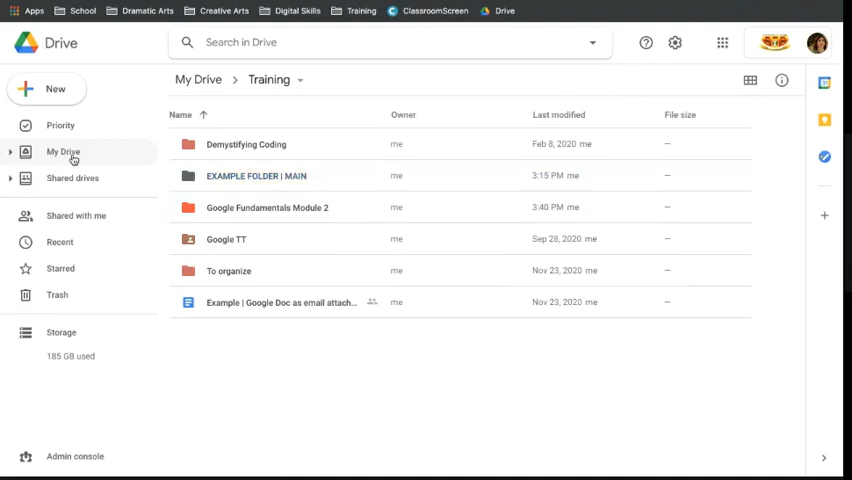 Apps School Dramatic Arts Creative Arts Digital Skills Training ClassroomScreen Drive
Drive
Search in Drive
New
My Drive Training
Name Owner Last modified File size
Priority
My Drive
Shared drives
Shared with me
Recent
Starred
Trash
Storage
185 GB used
Admin console
Demystifying Coding me Feb 8, 2020 me —
EXAMPLE FOLDER | MAIN me 3:15 PM me —
Google Fundamentals Module 2 me 3:40 PM me —
Google TT me Sep 28, 2020 me —
To organize me Nov 23, 2020 me —
Example | Google Doc as email attach... me Nov 23, 2020 me —